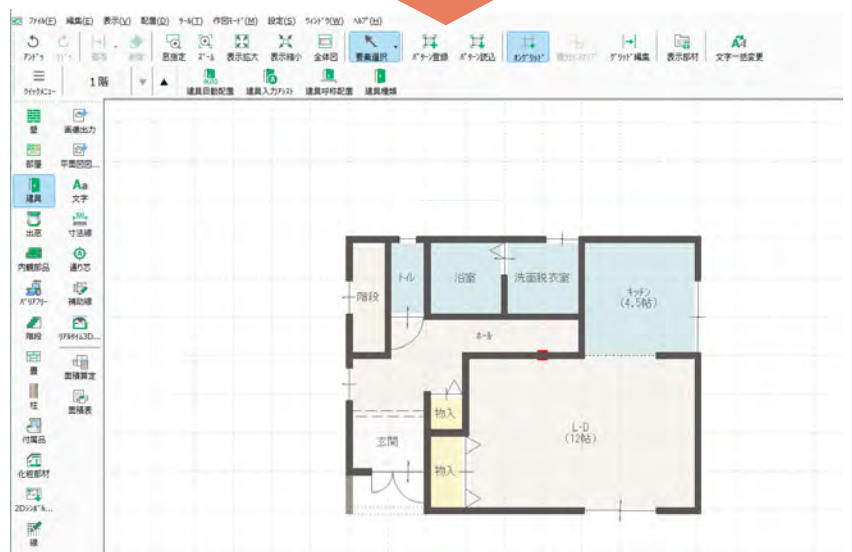 ファイル(F) 編集(E) 表示(V) 配置(D) ツール(T) 作図モード(M) 設定(S) ウィンドウ(W) ヘルプ(H)
アンドゥ 窓指定 ズーム 表示拡大 表示縮小 全体図 要素選択 パターン登録 パターン読込 オングリッド グリッド編集 表示部材 文字一括変更
クイックメニュー 1 階 ▼ ▲ 建具自動配置 建具入力アシスト 建具呼称配置 建具種類
壁 画像出力
部屋 平面図図...
建具 文字
出窓 寸法線
内観部品 通り芯
バリアフリー 補助線
階段 リアルタイム3D...
畳 面積算定
柱 面積表
付属品
化粧部材
2Dシンボル...
線
階段
トイレ
浴室
洗面脱衣室
キッチン
(4.5帖)
ホール
物入
L・D
(12帖)
玄関
物入